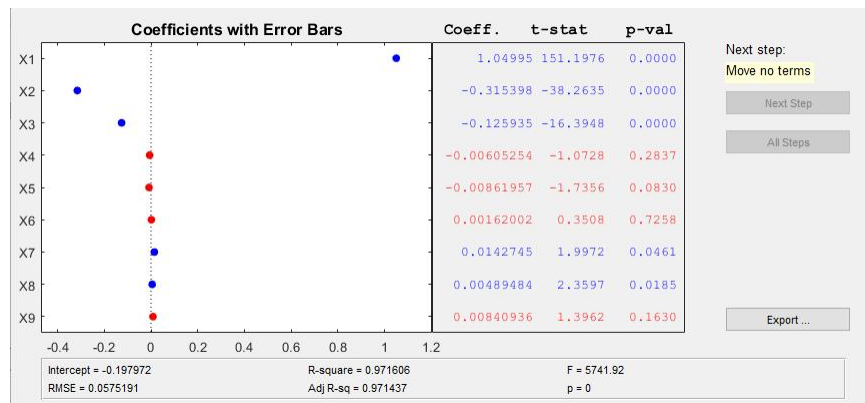 Coefficients with Error Bars Coeff. t-stat p-val
X1 1.04995 151.1976 0.0000
X2 -0.315398 -38.2635 0.0000
X3 -0.125935 -16.3948 0.0000
X4 -0.00605254 -1.0728 0.2837
X5 -0.00861957 -1.7356 0.0830
X6 0.00162002 0.3508 0.7258
X7 0.0142745 1.9972 0.0461
X8 0.00489484 2.3597 0.0185
X9 0.00840936 1.3962 0.1630
-0.4 -0.2 0 0.2 0.4 0.6 0.8 1 1.2
Next step:
Move no terms
Next Step
All Steps
Export ...
Intercept = -0.197972 R-square = 0.971606 F = 5741.92
RMSE = 0.0575191 Adj R-sq = 0.971437 p = 0